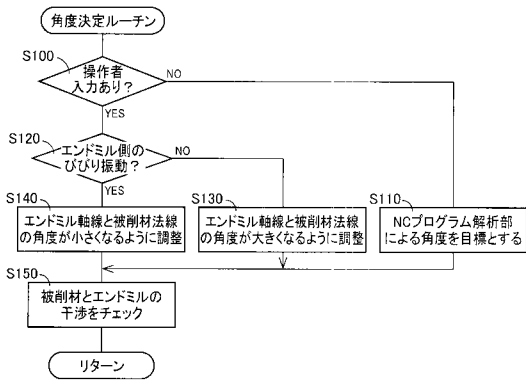 角度決定ルーチン
S100
操作者
入力あり？
NO
YES
S120
エンドミル側の
びびり振動？
NO
YES
S140
エンドミル軸線と被削材法線
の角度が小さくなるように調整
S130
エンドミル軸線と被削材法線
の角度が大きくなるように調整
S110
NCプログラム解析部
による角度を目標とする
S150
被削材とエンドミルの
干渉をチェック
リターン